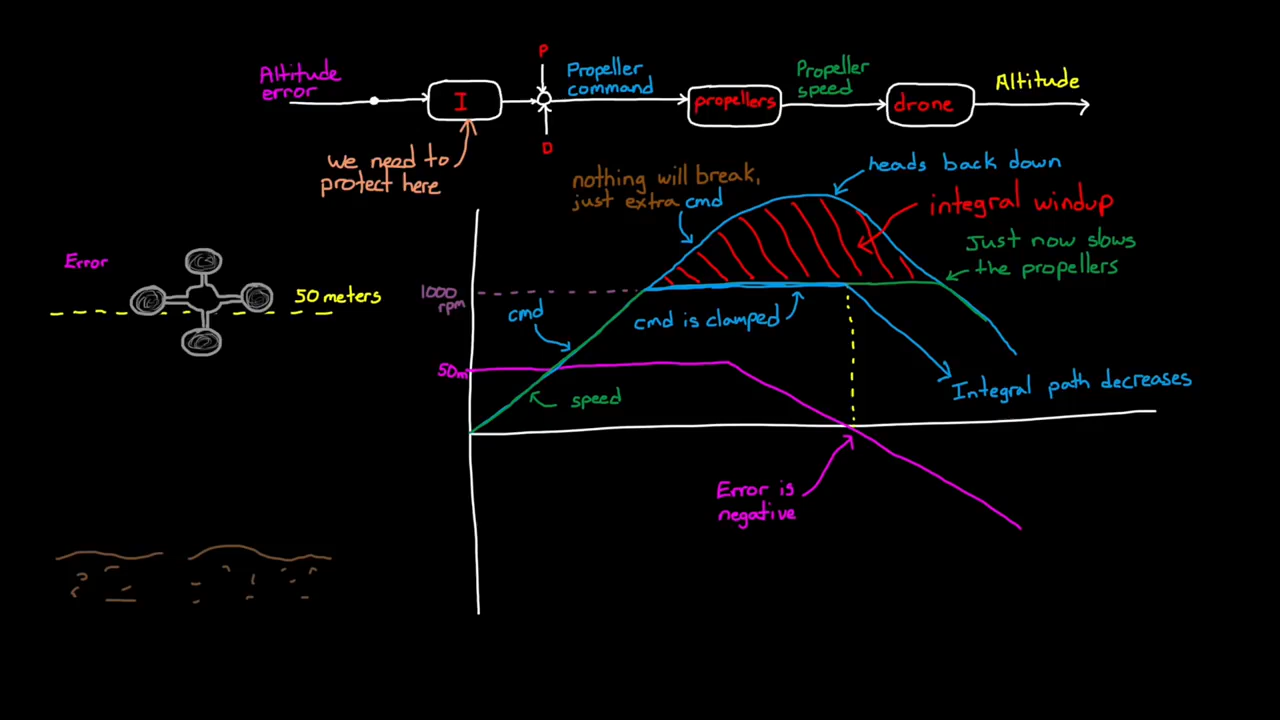 Altitude
error
I
P
D
Propeller
command
propellers
Propeller
speed
drone
Altitude
we need to
protect here
nothing will break,
just extra cmd
heads back down
integral windup
Just now slows
the propellers
Error
50 meters
1000
rpm
cmd
cmd is clamped
50m
speed
Integral path decreases
Error is
negative